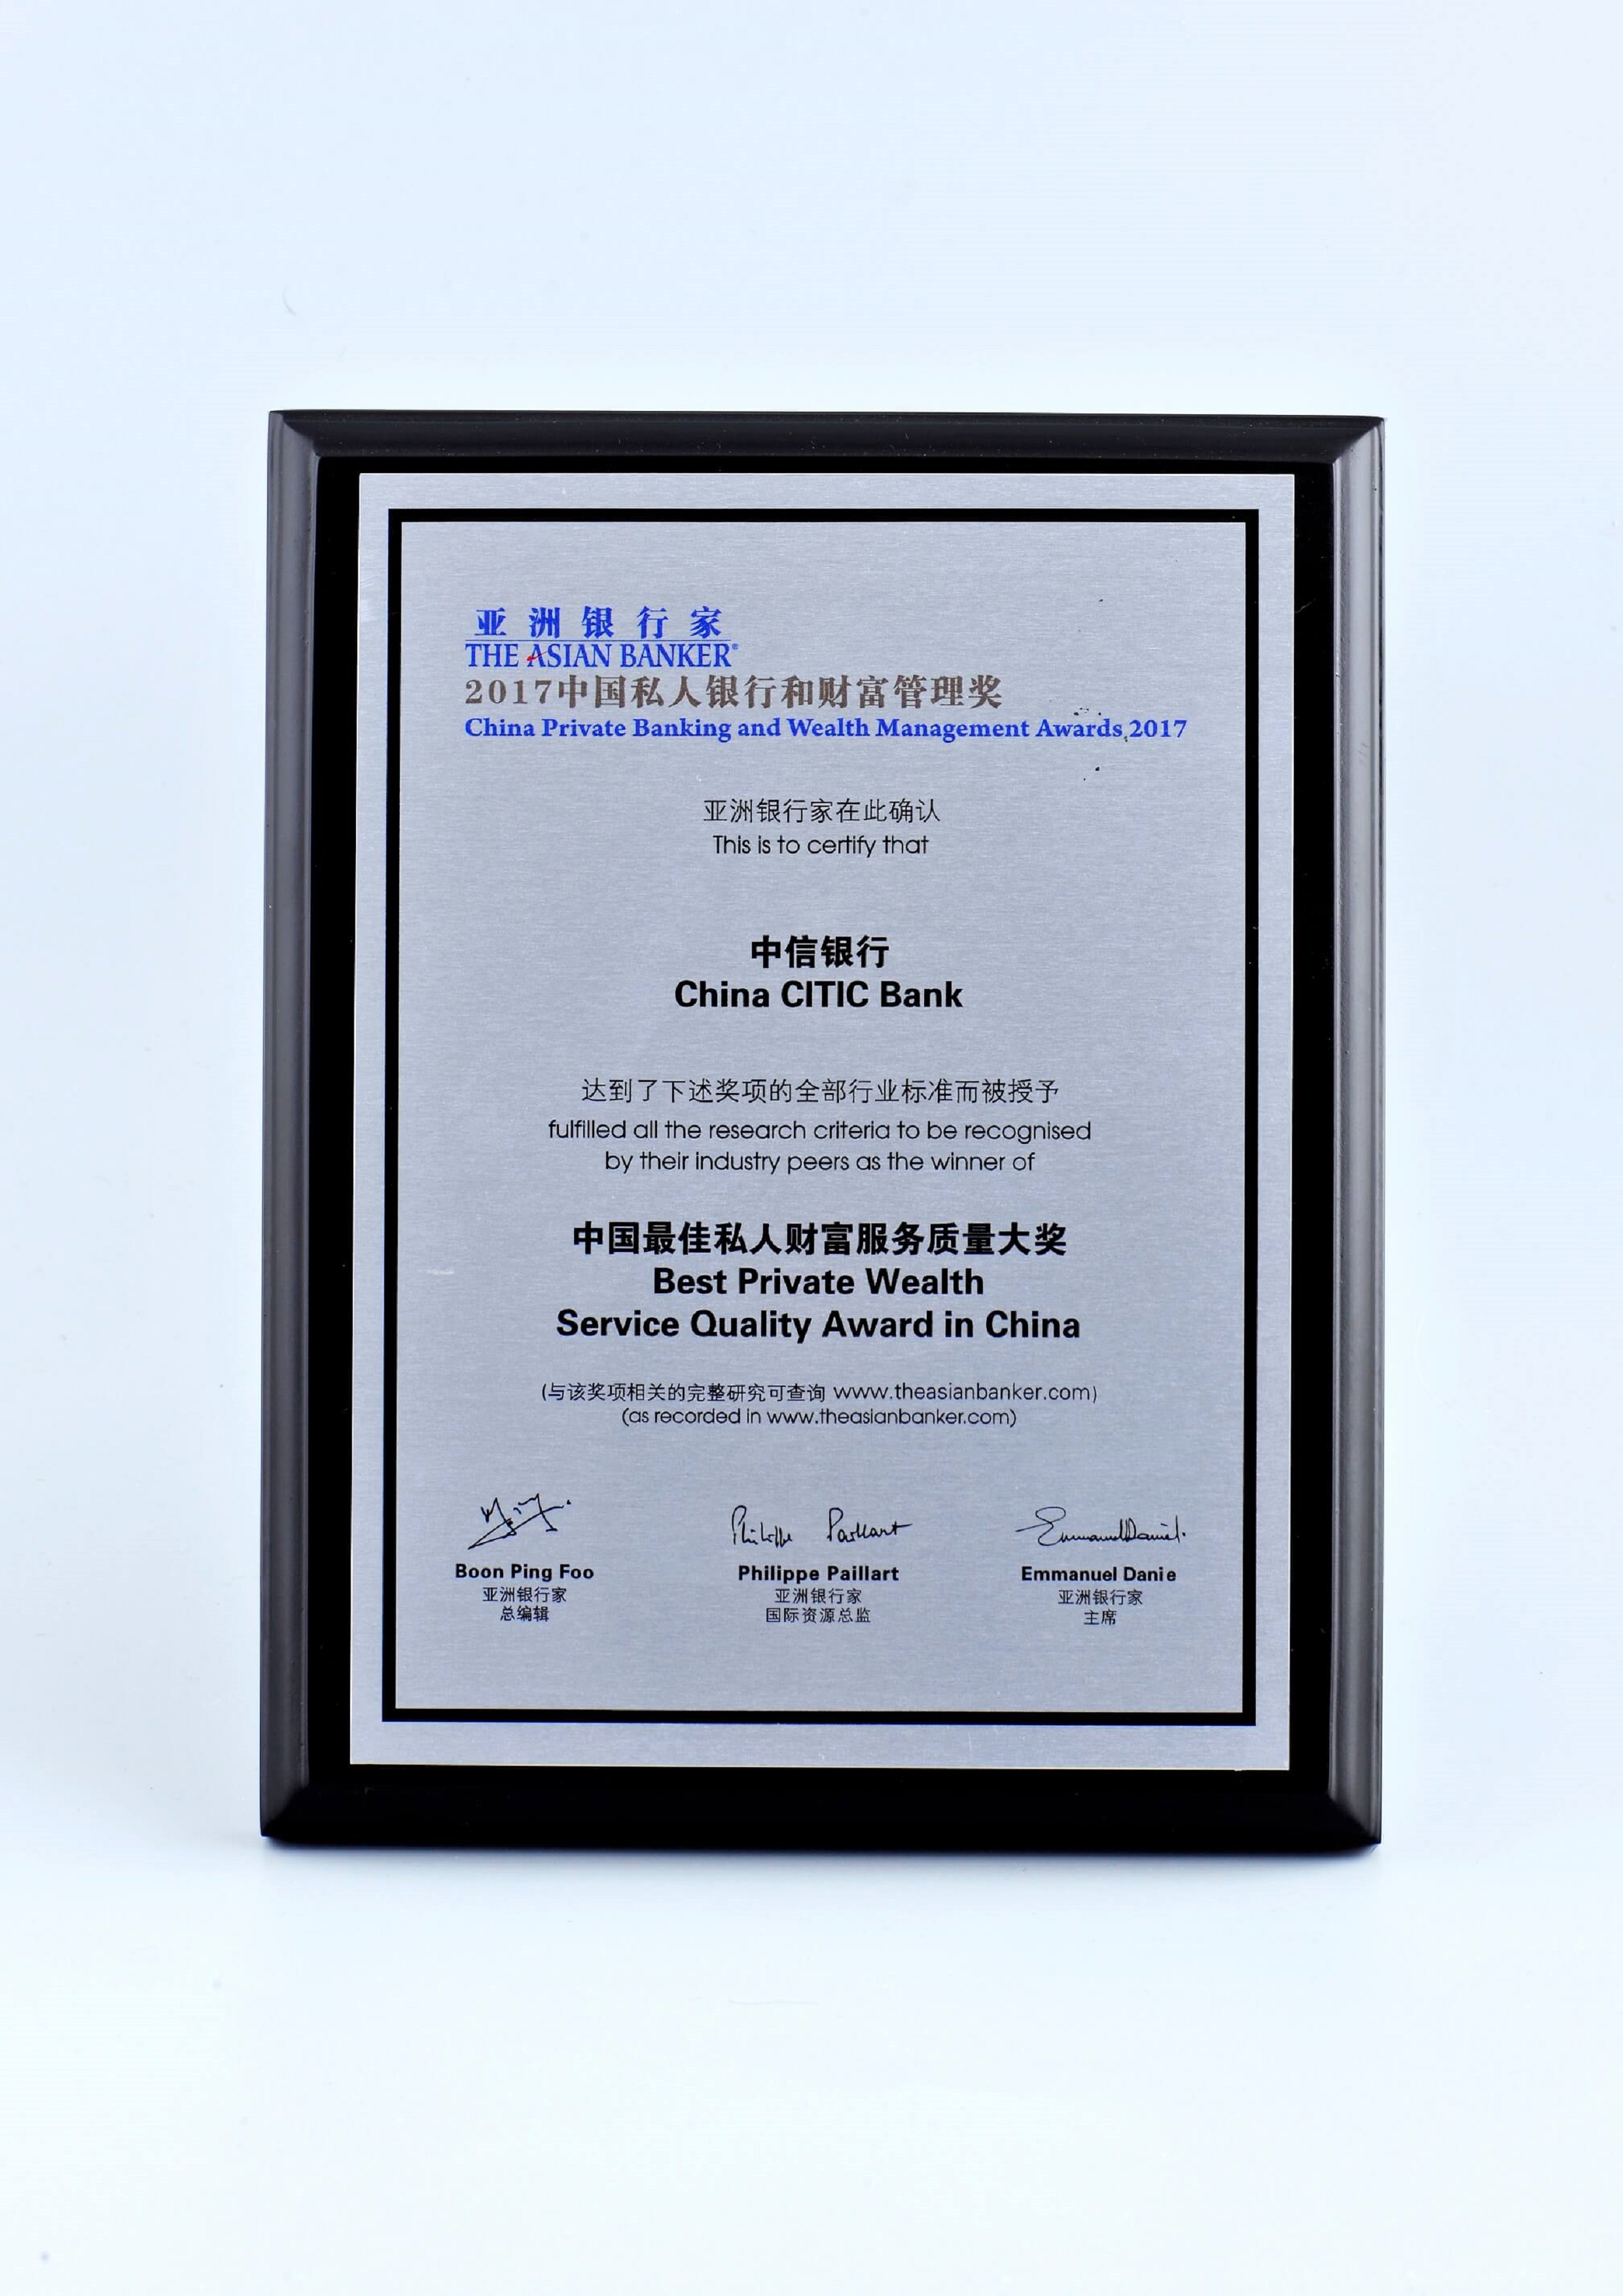 亚洲银行家
THE ASIAN BANKER®
2017中国私人银行和财富管理奖
China Private Banking and Wealth Management Awards 2017
亚洲银行家在此确认
This is to certify that
中信银行
China CITIC Bank
达到了下述奖项的全部行业标准而被授予
fulfilled all the research criteria to be recognised
by their industry peers as the winner of
中国最佳私人财富服务质量大奖
Best Private Wealth
Service Quality Award in China
(与该奖项相关的完整研究可查询 www.theasianbanker.com)
(as recorded in www.theasianbanker.com)
Philippe Paillart
Emmanuel Daniel
Boon Ping Foo
亚洲银行家
总编辑
Philippe Paillart
亚洲银行家
国际资源总监
Emmanuel Danie
亚洲银行家
主席